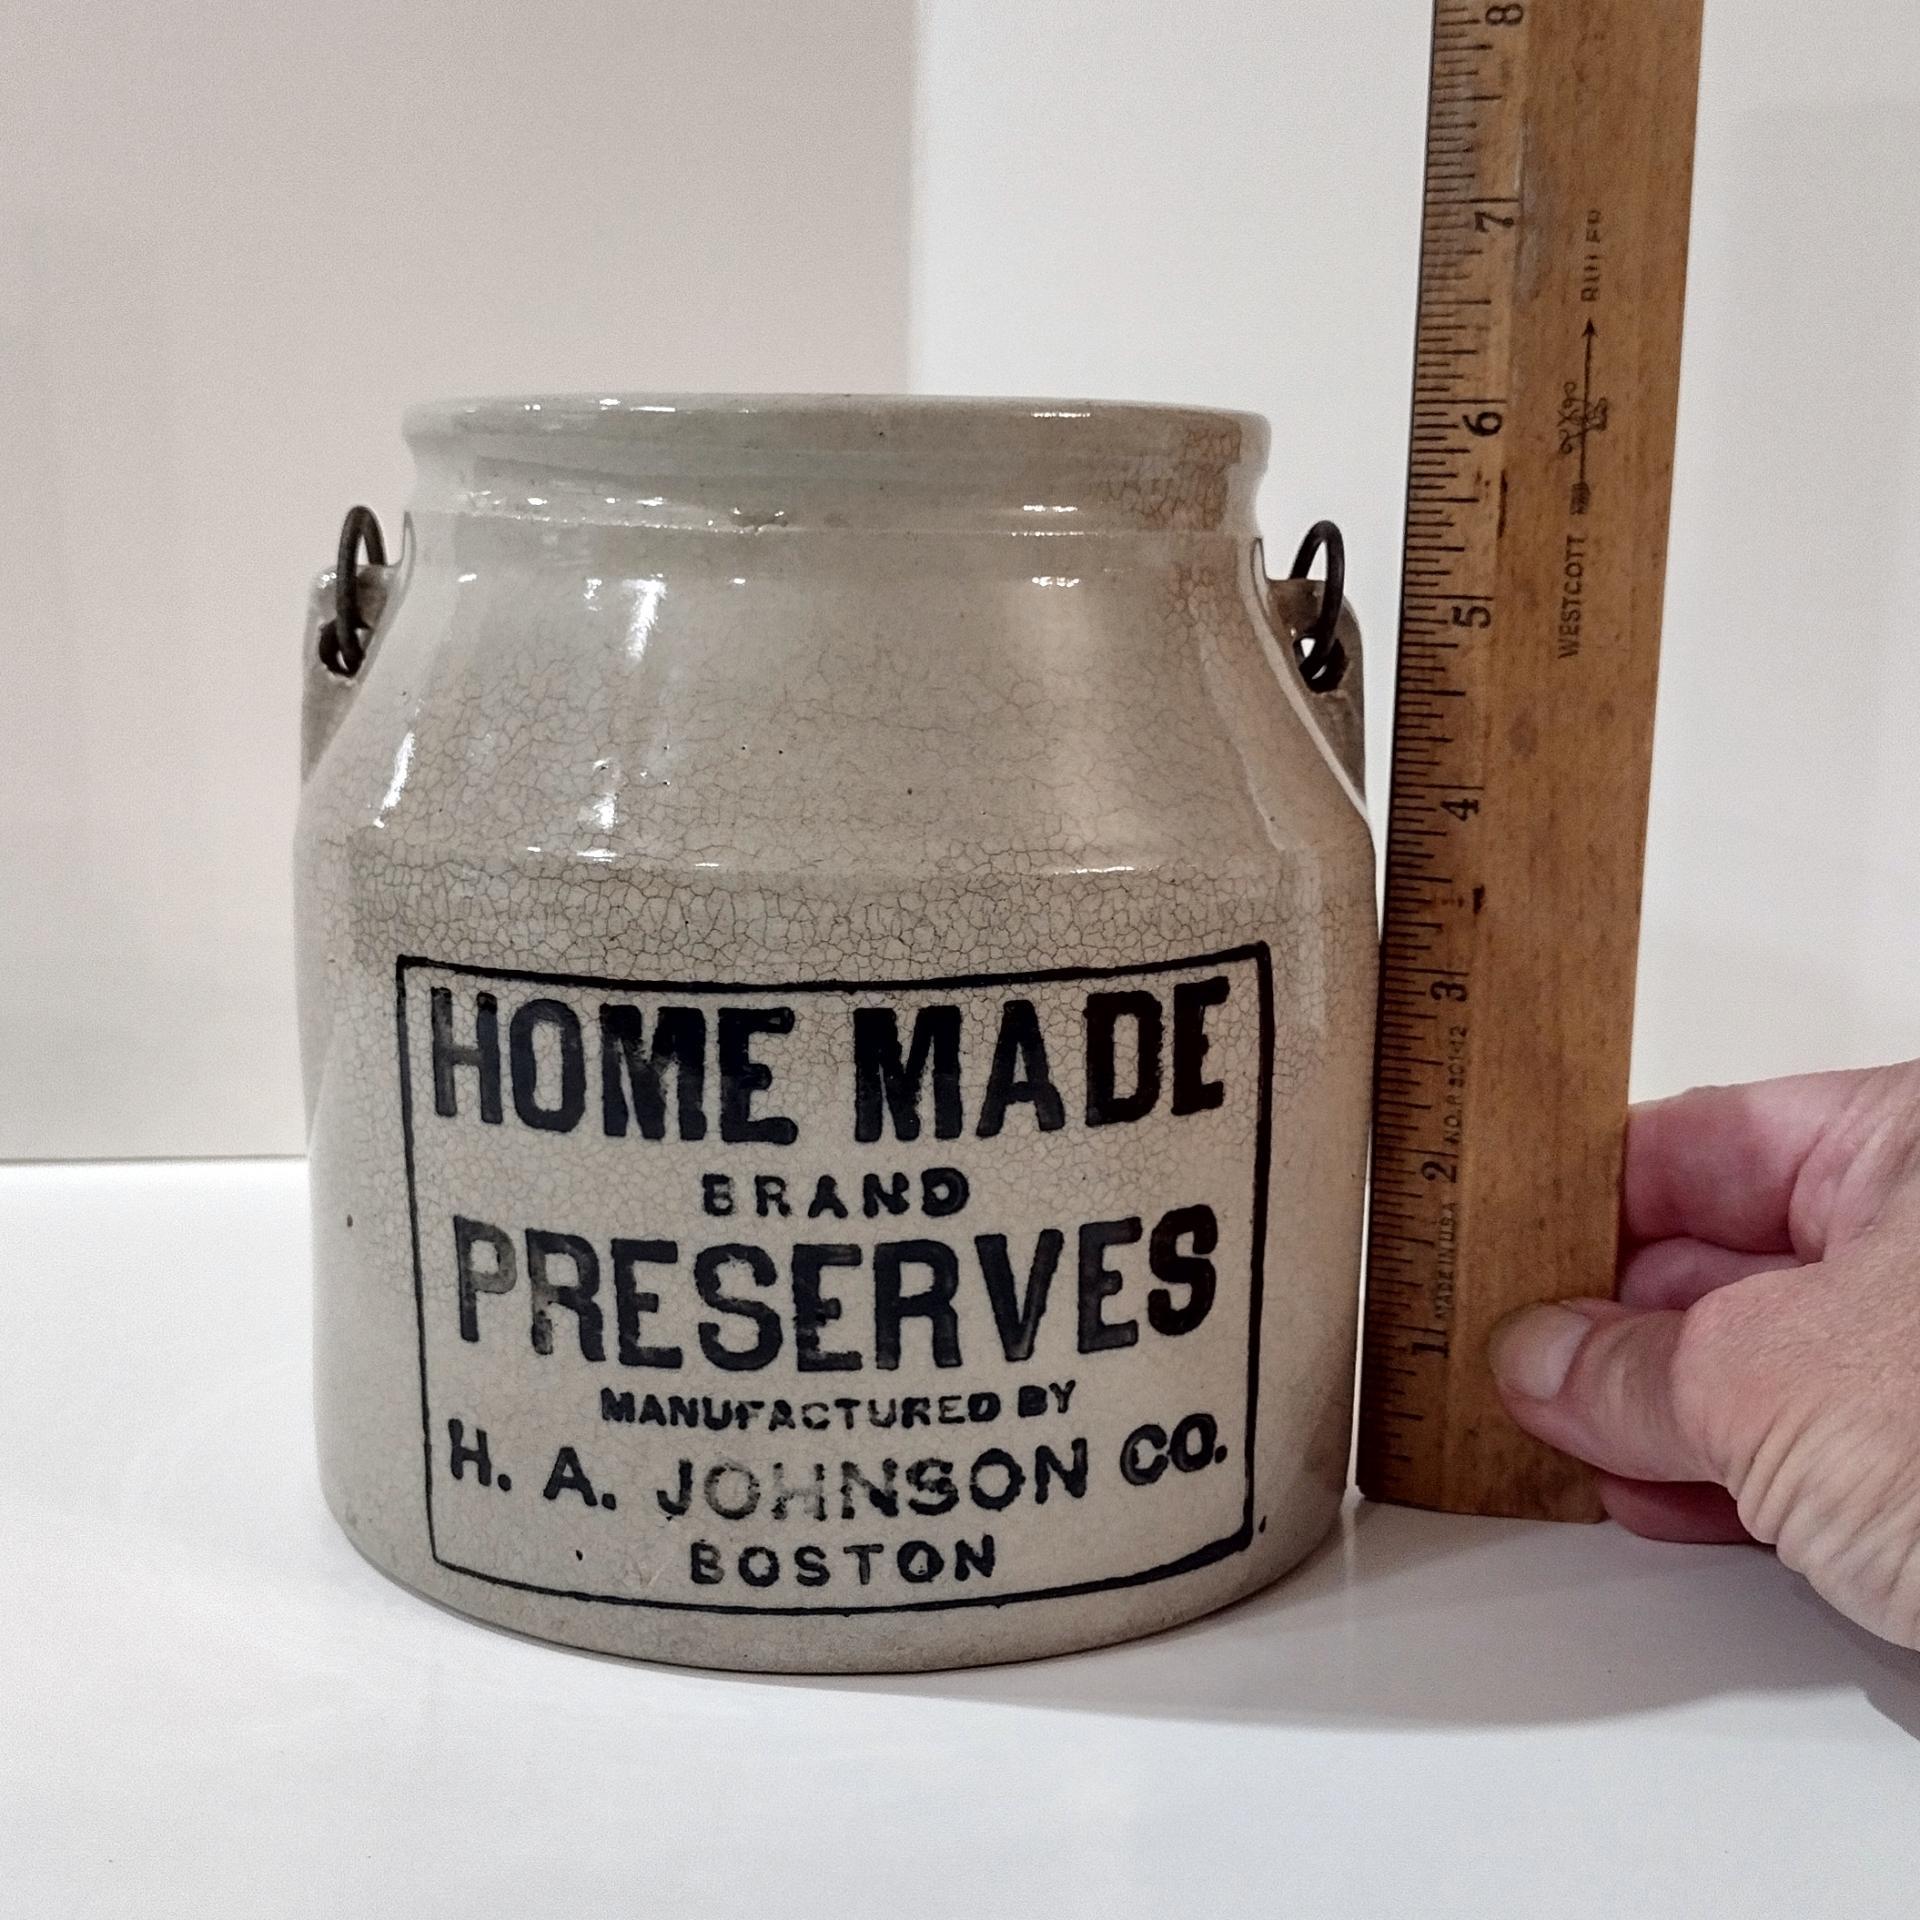 HOME MADE
BRAND
PRESERVES
MANUFACTURED BY
H. A. JOHNSON CO.
BOSTON
8
7
6
5
4
3
2
1
MADE IN U.S.A.
WESTCOTT
RULER